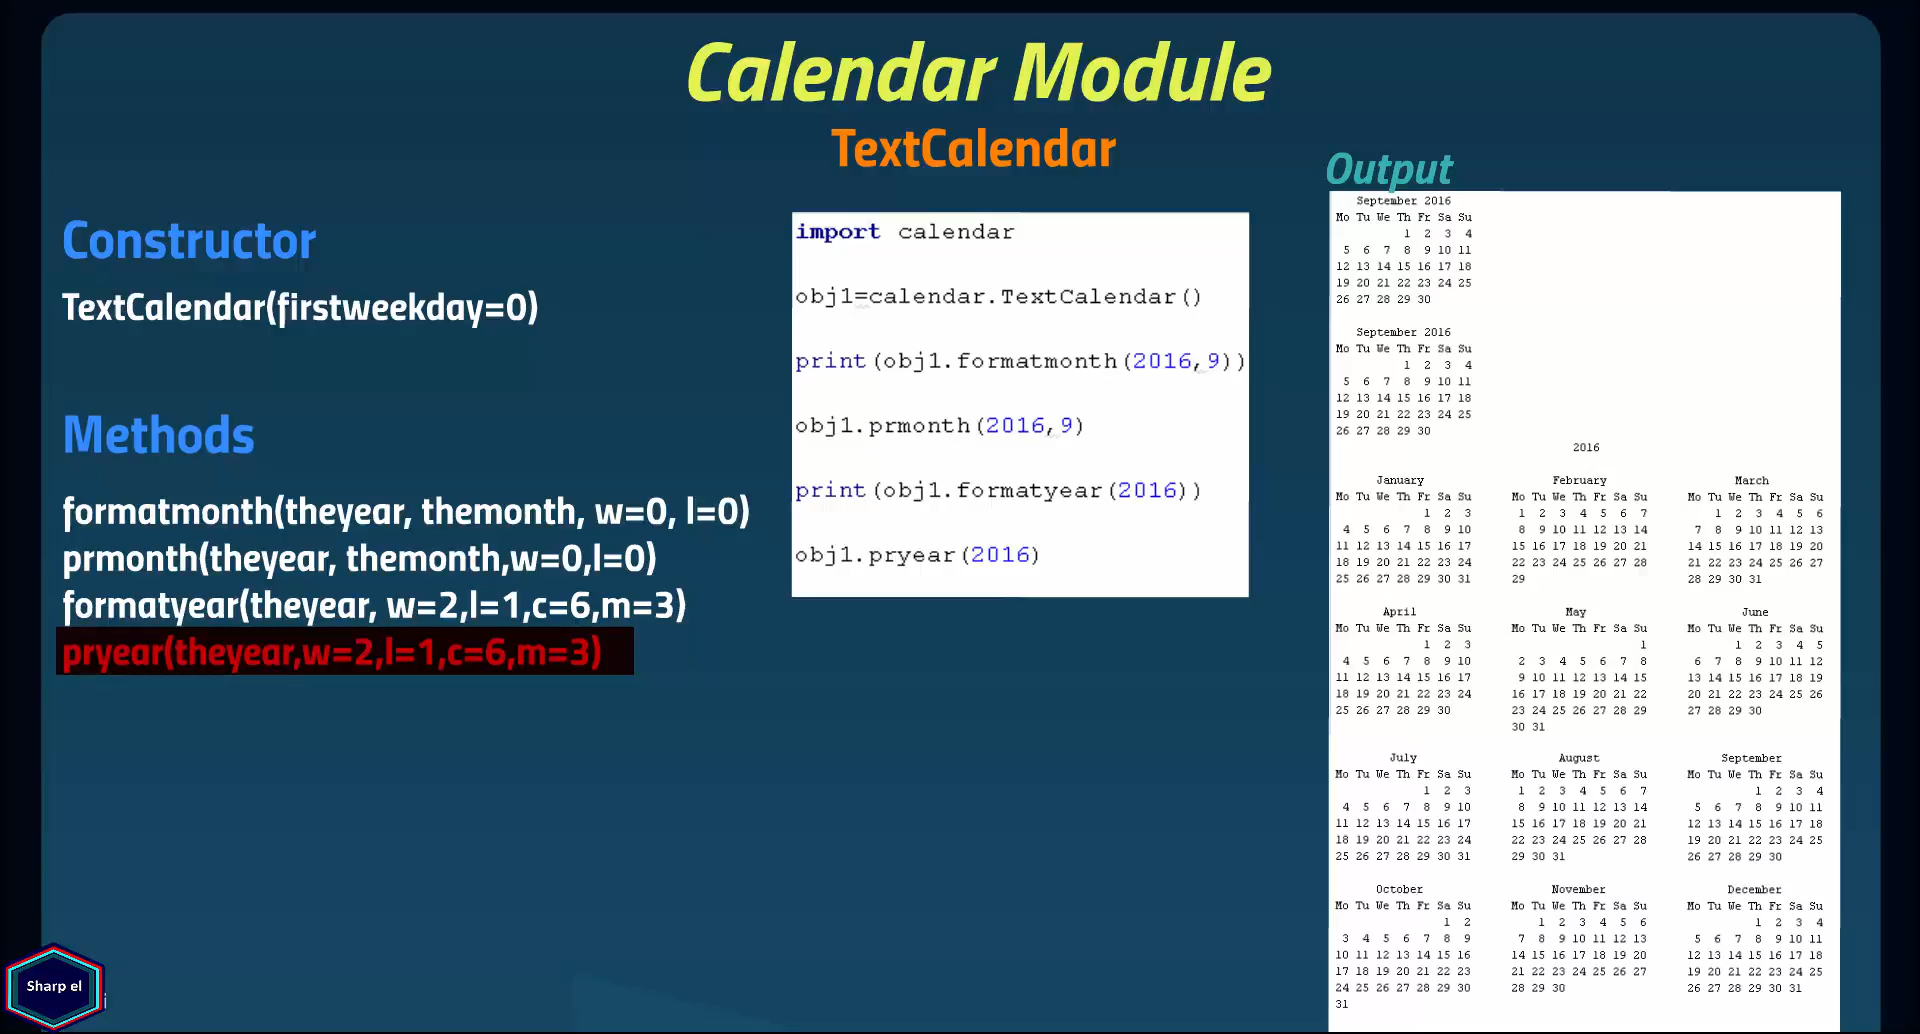 Calendar Module
TextCalendar
Constructor
TextCalendar(firstweekday=0)
Methods
formatmonth(theyear, themonth, w=0, l=0)
prmonth(theyear, themonth,w=0,l=0)
formatyear(theyear, w=2,l=1,c=6,m=3)
pryear(theyear,w=2,l=1,c=6,m=3)
import calendar
obj1=calendar.TextCalendar()
print(obj1.formatmonth(2016,9))
obj1.prmonth(2016,9)
print(obj1.formatyear(2016))
obj1.pryear(2016)
Output
September 2016
Mo Tu We Th Fr Sa Su
1 2 3 4
5 6 7 8 9 10 11
12 13 14 15 16 17 18
19 20 21 22 23 24 25
26 27 28 29 30
September 2016
Mo Tu We Th Fr Sa Su
1 2 3 4
5 6 7 8 9 10 11
12 13 14 15 16 17 18
19 20 21 22 23 24 25
26 27 28 29 30
2016
January February March
Mo Tu We Th Fr Sa Su Mo Tu We Th Fr Sa Su Mo Tu We Th Fr Sa Su
1 2 3 1 2 3 4 5 6 7 1 2 3 4 5 6
4 5 6 7 8 9 10 8 9 10 11 12 13 14 7 8 9 10 11 12 13
11 12 13 14 15 16 17 15 16 17 18 19 20 21 14 15 16 17 18 19 20
18 19 20 21 22 23 24 22 23 24 25 26 27 28 21 22 23 24 25 26 27
25 26 27 28 29 30 31 29 28 29 30 31
April May June
Mo Tu We Th Fr Sa Su Mo Tu We Th Fr Sa Su Mo Tu We Th Fr Sa Su
1 2 3 1 1 2 3 4 5
4 5 6 7 8 9 10 2 3 4 5 6 7 8 6 7 8 9 10 11 12
11 12 13 14 15 16 17 9 10 11 12 13 14 15 13 14 15 16 17 18 19
18 19 20 21 22 23 24 16 17 18 19 20 21 22 20 21 22 23 24 25 26
25 26 27 28 29 30 23 24 25 26 27 28 29 27 28 29 30
30 31
July August September
Mo Tu We Th Fr Sa Su Mo Tu We Th Fr Sa Su Mo Tu We Th Fr Sa Su
1 2 3 1 2 3 4 5 6 7 1 2 3 4
4 5 6 7 8 9 10 8 9 10 11 12 13 14 5 6 7 8 9 10 11
11 12 13 14 15 16 17 15 16 17 18 19 20 21 12 13 14 15 16 17 18
18 19 20 21 22 23 24 22 23 24 25 26 27 28 19 20 21 22 23 24 25
25 26 27 28 29 30 31 29 30 31 26 27 28 29 30
October November December
Mo Tu We Th Fr Sa Su Mo Tu We Th Fr Sa Su Mo Tu We Th Fr Sa Su
1 2 1 2 3 4 5 6 1 2 3 4
3 4 5 6 7 8 9 7 8 9 10 11 12 13 5 6 7 8 9 10 11
10 11 12 13 14 15 16 14 15 16 17 18 19 20 12 13 14 15 16 17 18
17 18 19 20 21 22 23 21 22 23 24 25 26 27 19 20 21 22 23 24 25
24 25 26 27 28 29 30 28 29 30 26 27 28 29 30 31
31
Sharp el